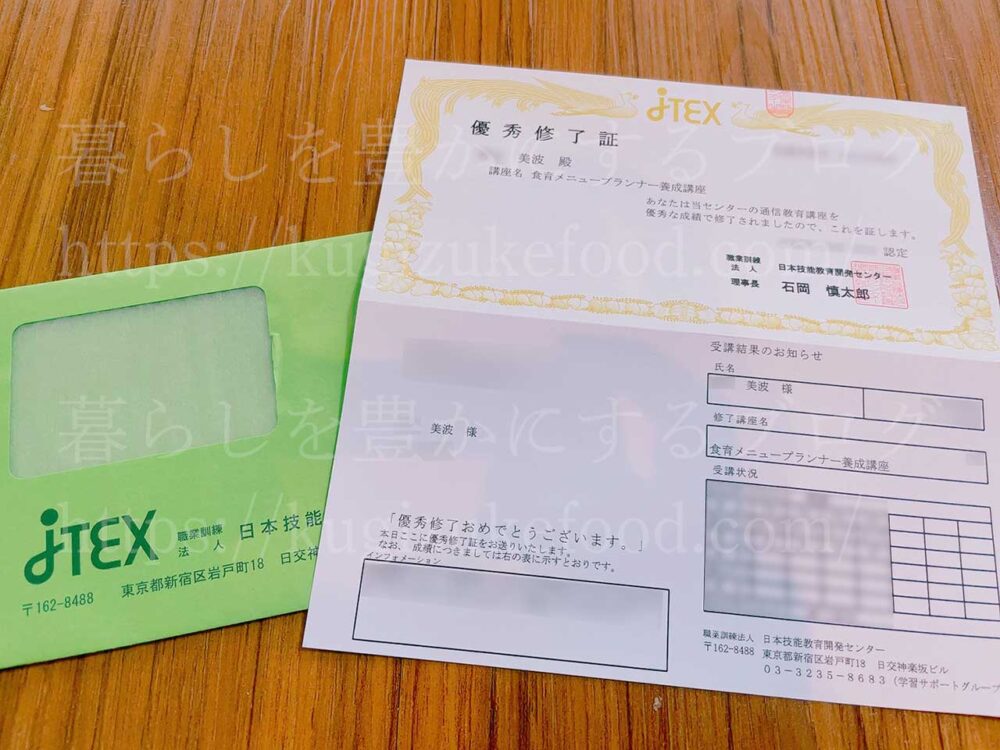 暮らしを豊かにするブログ
https://kusizukefood.com/
暮らしを豊かにするブログ
https://kusizukefood.com/
JTEX
優秀修了証
美波 殿
講座名 食育メニュープランナー養成講座
あなたは当センターの通信教育講座を
優秀な成績で修了されましたので、これを証します。
認定
職業訓練
法人 日本技能教育開発センター
理事長 石岡 慎太郎
受講結果のお知らせ
氏名
美波 様
修了講座名
食育メニュープランナー養成講座
受講状況
美波 様
「優秀修了おめでとうございます。」
本日ここに優秀修了証をお送りいたします。
なお、成績につきましては右の表に示すとおりです。
インフォメーション
職業訓練法人 日本技能教育開発センター
〒162-8488 東京都新宿区岩戸町18 日交神楽坂ビル
03-3235-8683(学習サポートグループ
JTEX
職業訓練
法人 日本技能
〒162-8488 東京都新宿区岩戸町18 日交神